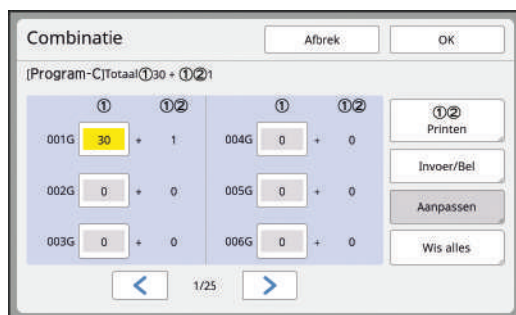 Combinatie Afbrek OK
[Program-C]Totaal①30 + ①②1
① ①② ① ①②
001G 30 + 1 004G 0 + 0
①②
Printen
002G 0 + 0 005G 0 + 0
Invoer/Bel
Aanpassen
003G 0 + 0 006G 0 + 0
Wis alles
< 1/25 >